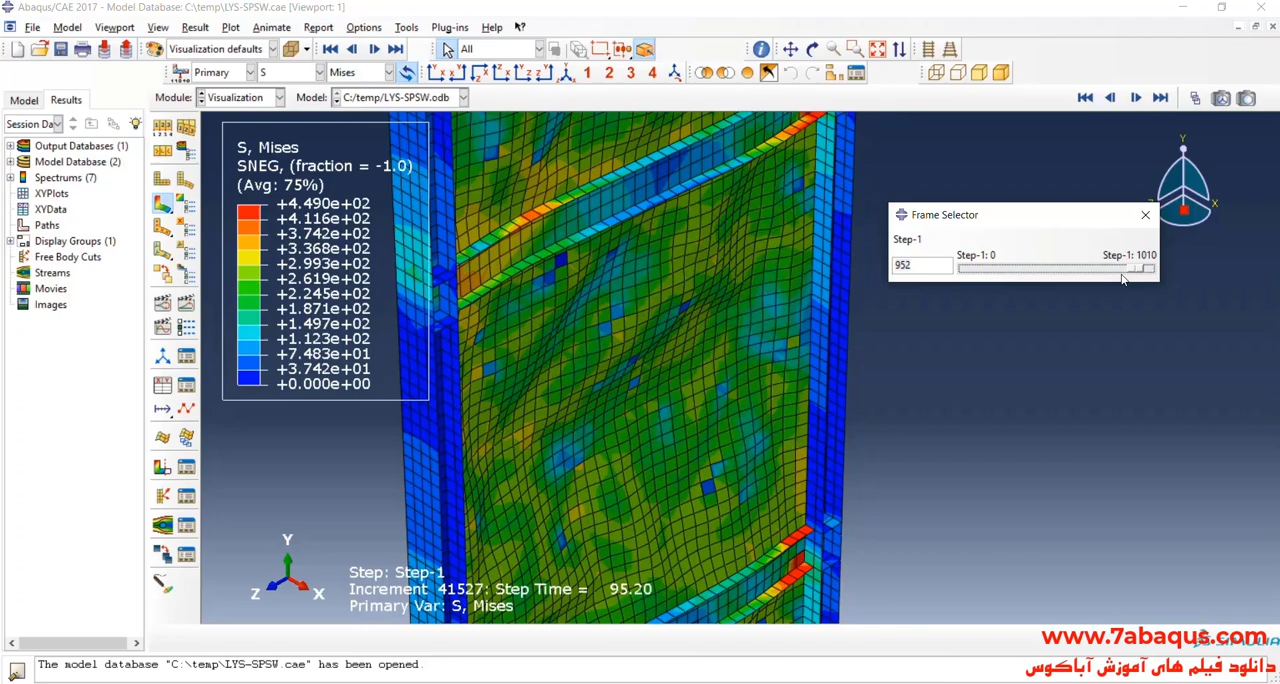 Abaqus/CAE 2017 - Model Database: C:\temp\LYS-SPSW.cae [Viewport: 1]
File Model Viewport View Result Plot Animate Report Options Tools Plug-ins Help
Visualization defaults All
Primary S Mises 1 2 3 4
Model Results Module: Visualization Model: C:/temp/LYS-SPSW.odb
Session Da
Output Databases (1)
Model Database (2)
Spectrums (7)
XYPlots
XYData
Paths
Display Groups (1)
Free Body Cuts
Streams
Movies
Images
S, Mises
SNEG, (fraction = -1.0)
(Avg: 75%)
+4.490e+02
+4.116e+02
+3.742e+02
+3.368e+02
+2.993e+02
+2.619e+02
+2.245e+02
+1.871e+02
+1.497e+02
+1.123e+02
+7.483e+01
+3.742e+01
+0.000e+00
Y
X
Frame Selector
Step-1
Step-1: 0 Step-1: 1010
952
Y
Z X
Step: Step-1
Increment 41527: Step Time = 95.20
Primary Var: S, Mises
www.7abaqus.com
دانلود فیلم های آموزش آباکوس
The model database "C:\temp\LYS-SPSW.cae" has been opened.